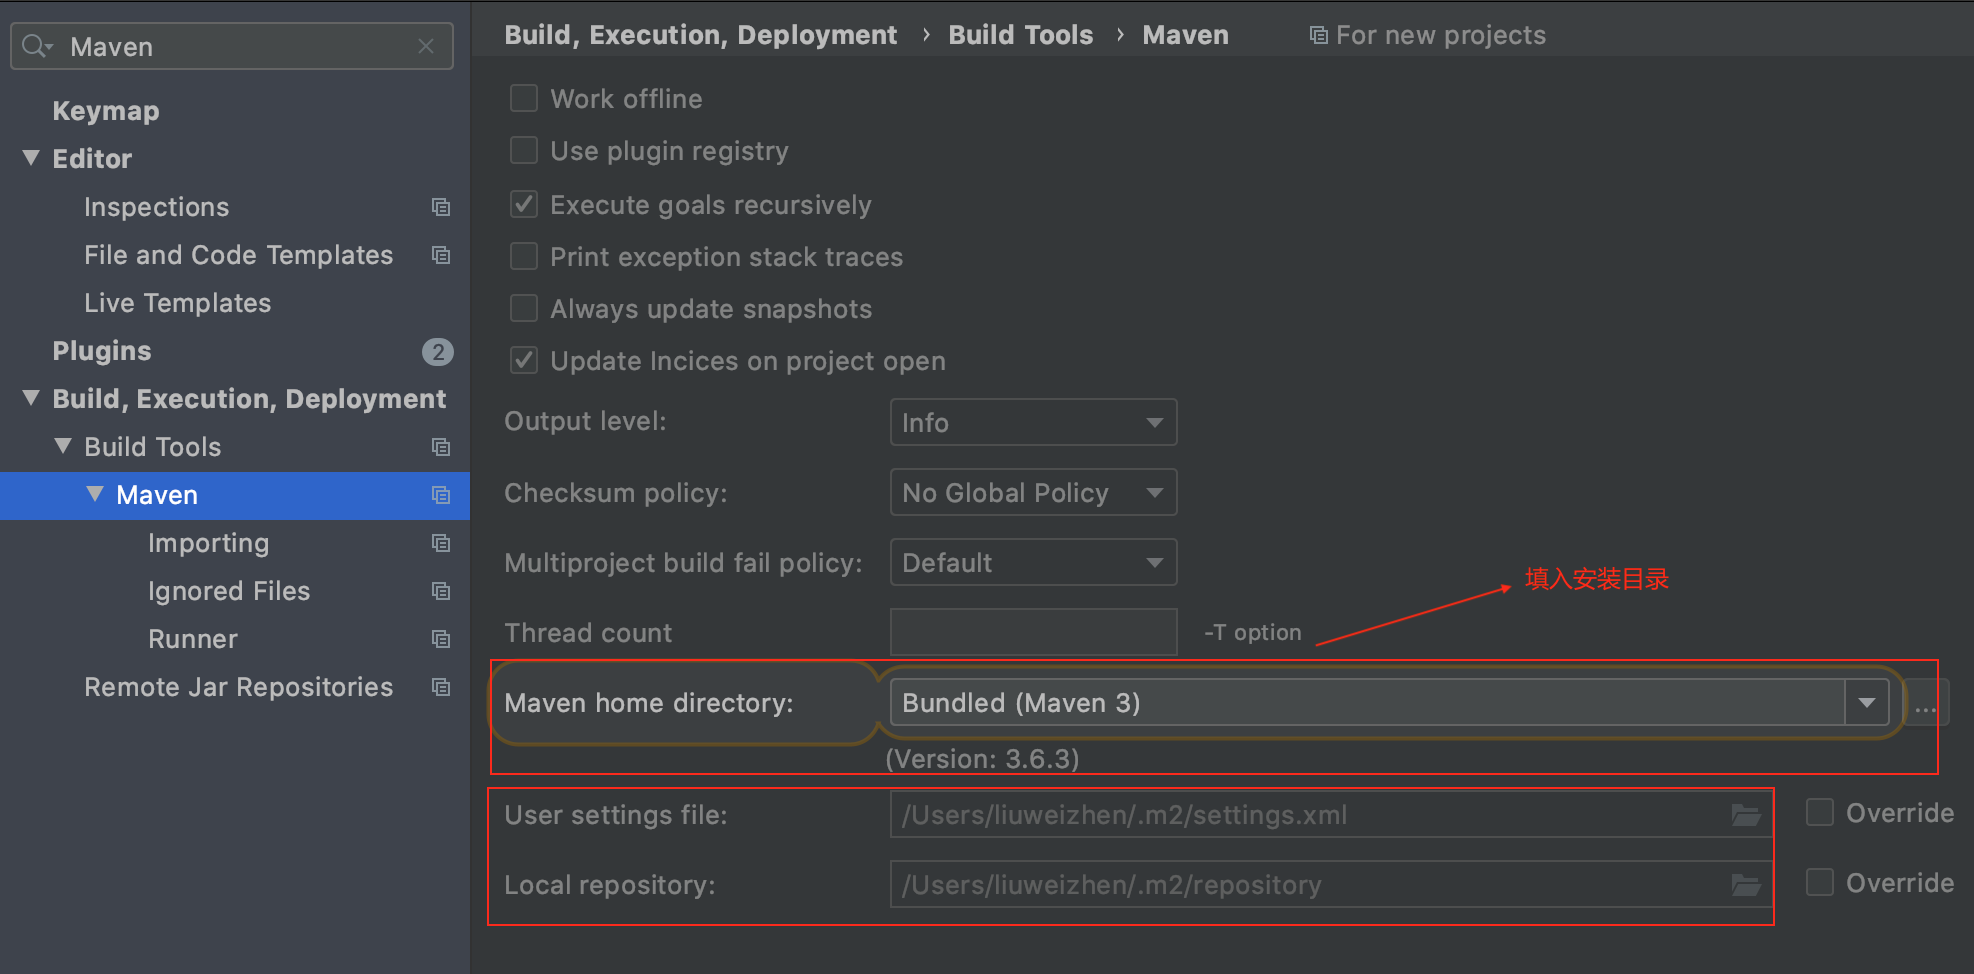 Maven
Keymap
Editor
Inspections
File and Code Templates
Live Templates
Plugins 2
Build, Execution, Deployment
Build Tools
Maven
Importing
Ignored Files
Runner
Remote Jar Repositories
Build, Execution, Deployment › Build Tools › Maven For new projects
Work offline
Use plugin registry
Execute goals recursively
Print exception stack traces
Always update snapshots
Update Incices on project open
Output level: Info
Checksum policy: No Global Policy
Multiproject build fail policy: Default
填入安装目录
Thread count -T option
Maven home directory: Bundled (Maven 3) ...
(Version: 3.6.3)
User settings file: /Users/liuweizhen/.m2/settings.xml Override
Local repository: /Users/liuweizhen/.m2/repository Override